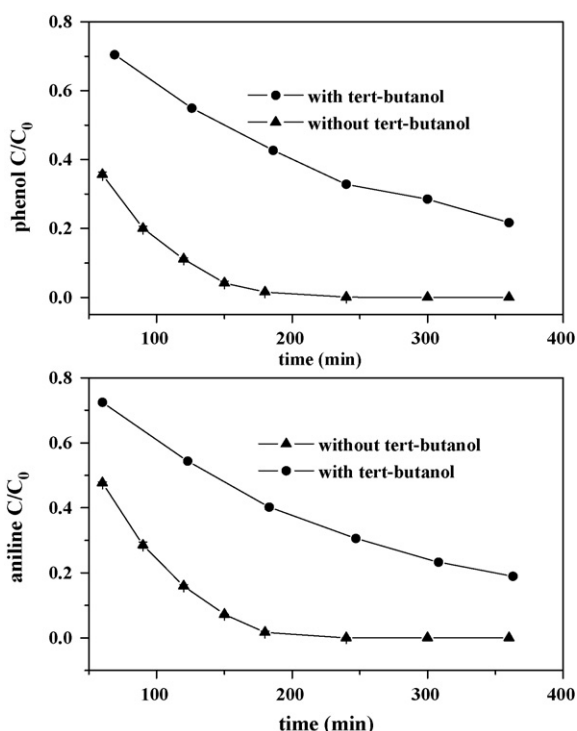 0.8
0.6
0.4
0.2
0.0
phenol C/C₀
with tert-butanol
without tert-butanol
100
200
300
400
time (min)
0.8
0.6
0.4
0.2
0.0
aniline C/C₀
without tert-butanol
with tert-butanol
100
200
300
400
time (min)